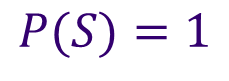 P(S) = 1